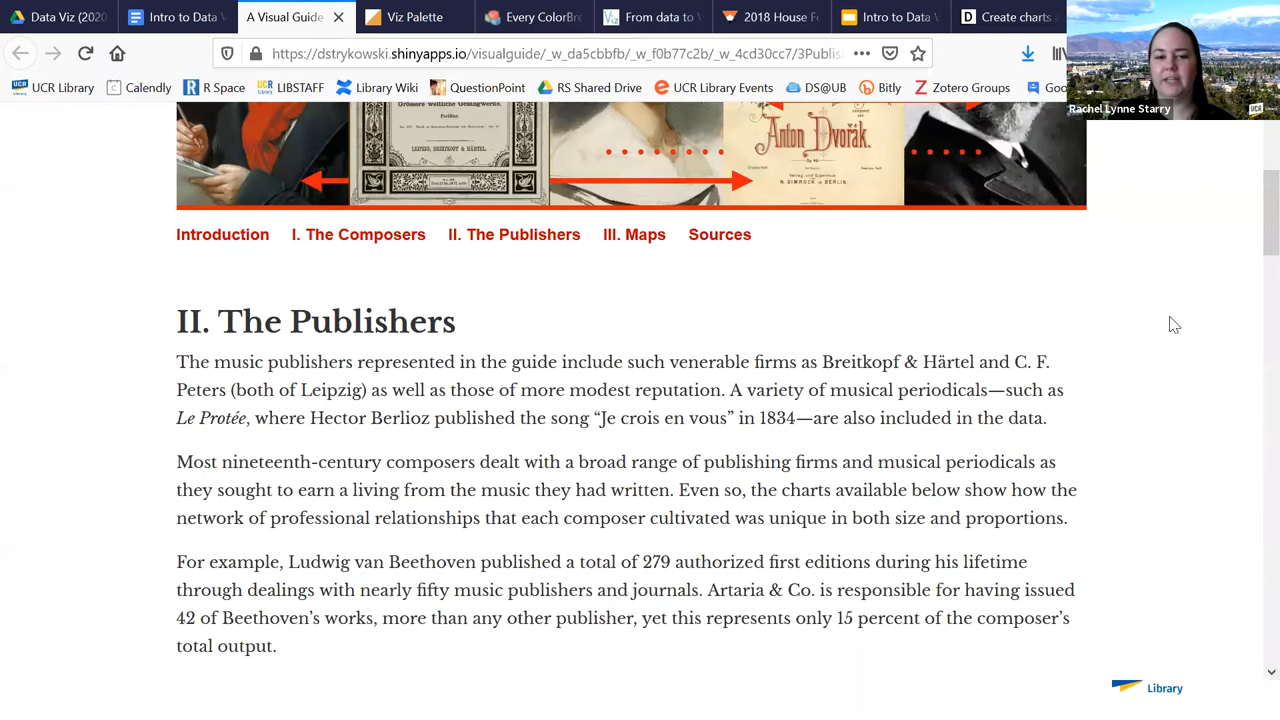 Data Viz (2020
Intro to Data V
A Visual Guide
Viz Palette
Every ColorBre
From data to V
2018 House Fo
Intro to Data V
Create charts a
https://dstrykowski.shinyapps.io/visualguide/_w_da5cbbfb/_w_f0b77c2b/_w_4cd30cc7/3Publis
UCR Library
Calendly
R Space
LIBSTAFF
Library Wiki
QuestionPoint
RS Shared Drive
UCR Library Events
DS@UB
Bitly
Zotero Groups
Goo
Rachel Lynne Starry
UCR
Grössere weltliche Gesangwerke.
Partitur.
LEIPZIG, BREITKOPF & HÄRTEL.
Anton Dvořák.
N. SIMROCK in BERLIN.
Introduction
I. The Composers
II. The Publishers
III. Maps
Sources
II. The Publishers
The music publishers represented in the guide include such venerable firms as Breitkopf & Härtel and C. F.
Peters (both of Leipzig) as well as those of more modest reputation. A variety of musical periodicals—such as
Le Protée, where Hector Berlioz published the song “Je crois en vous” in 1834—are also included in the data.
Most nineteenth-century composers dealt with a broad range of publishing firms and musical periodicals as
they sought to earn a living from the music they had written. Even so, the charts available below show how the
network of professional relationships that each composer cultivated was unique in both size and proportions.
For example, Ludwig van Beethoven published a total of 279 authorized first editions during his lifetime
through dealings with nearly fifty music publishers and journals. Artaria & Co. is responsible for having issued
42 of Beethoven’s works, more than any other publisher, yet this represents only 15 percent of the composer’s
total output.
Library